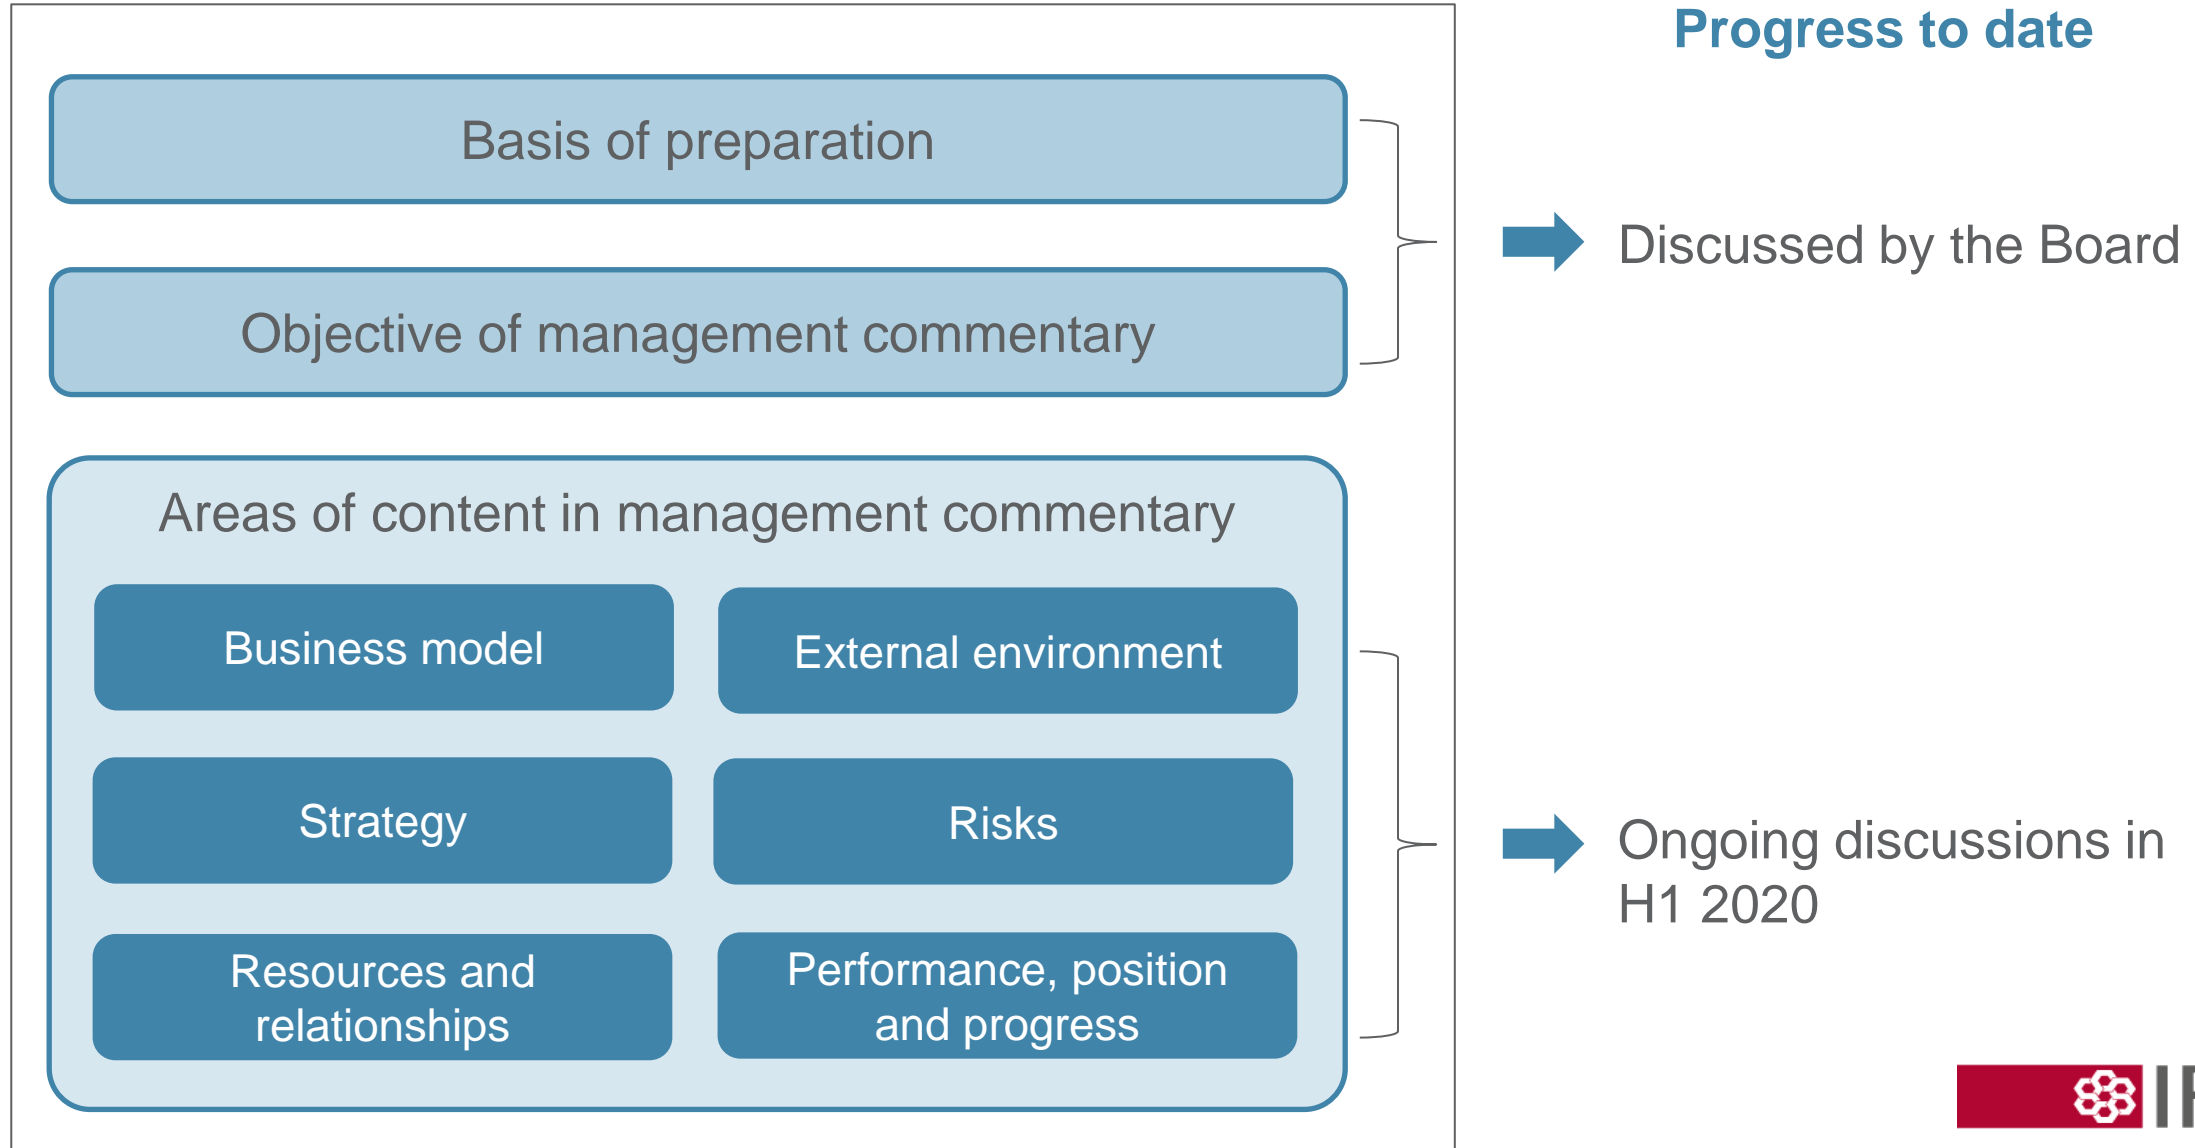 Progress to date
Basis of preparation
Discussed by the Board
Objective of management commentary
Areas of content in management commentary
Business model
External environment
Strategy
Risks
Ongoing discussions in
H1 2020
Resources and
relationships
Performance, position
and progress